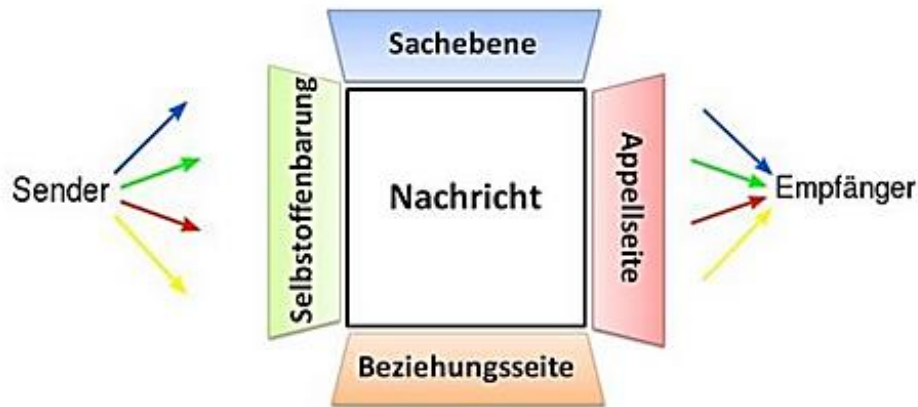 Sachebene
Selbstoffenbarung
Sender
Nachricht
Appellseite
Empfänger
Beziehungsseite